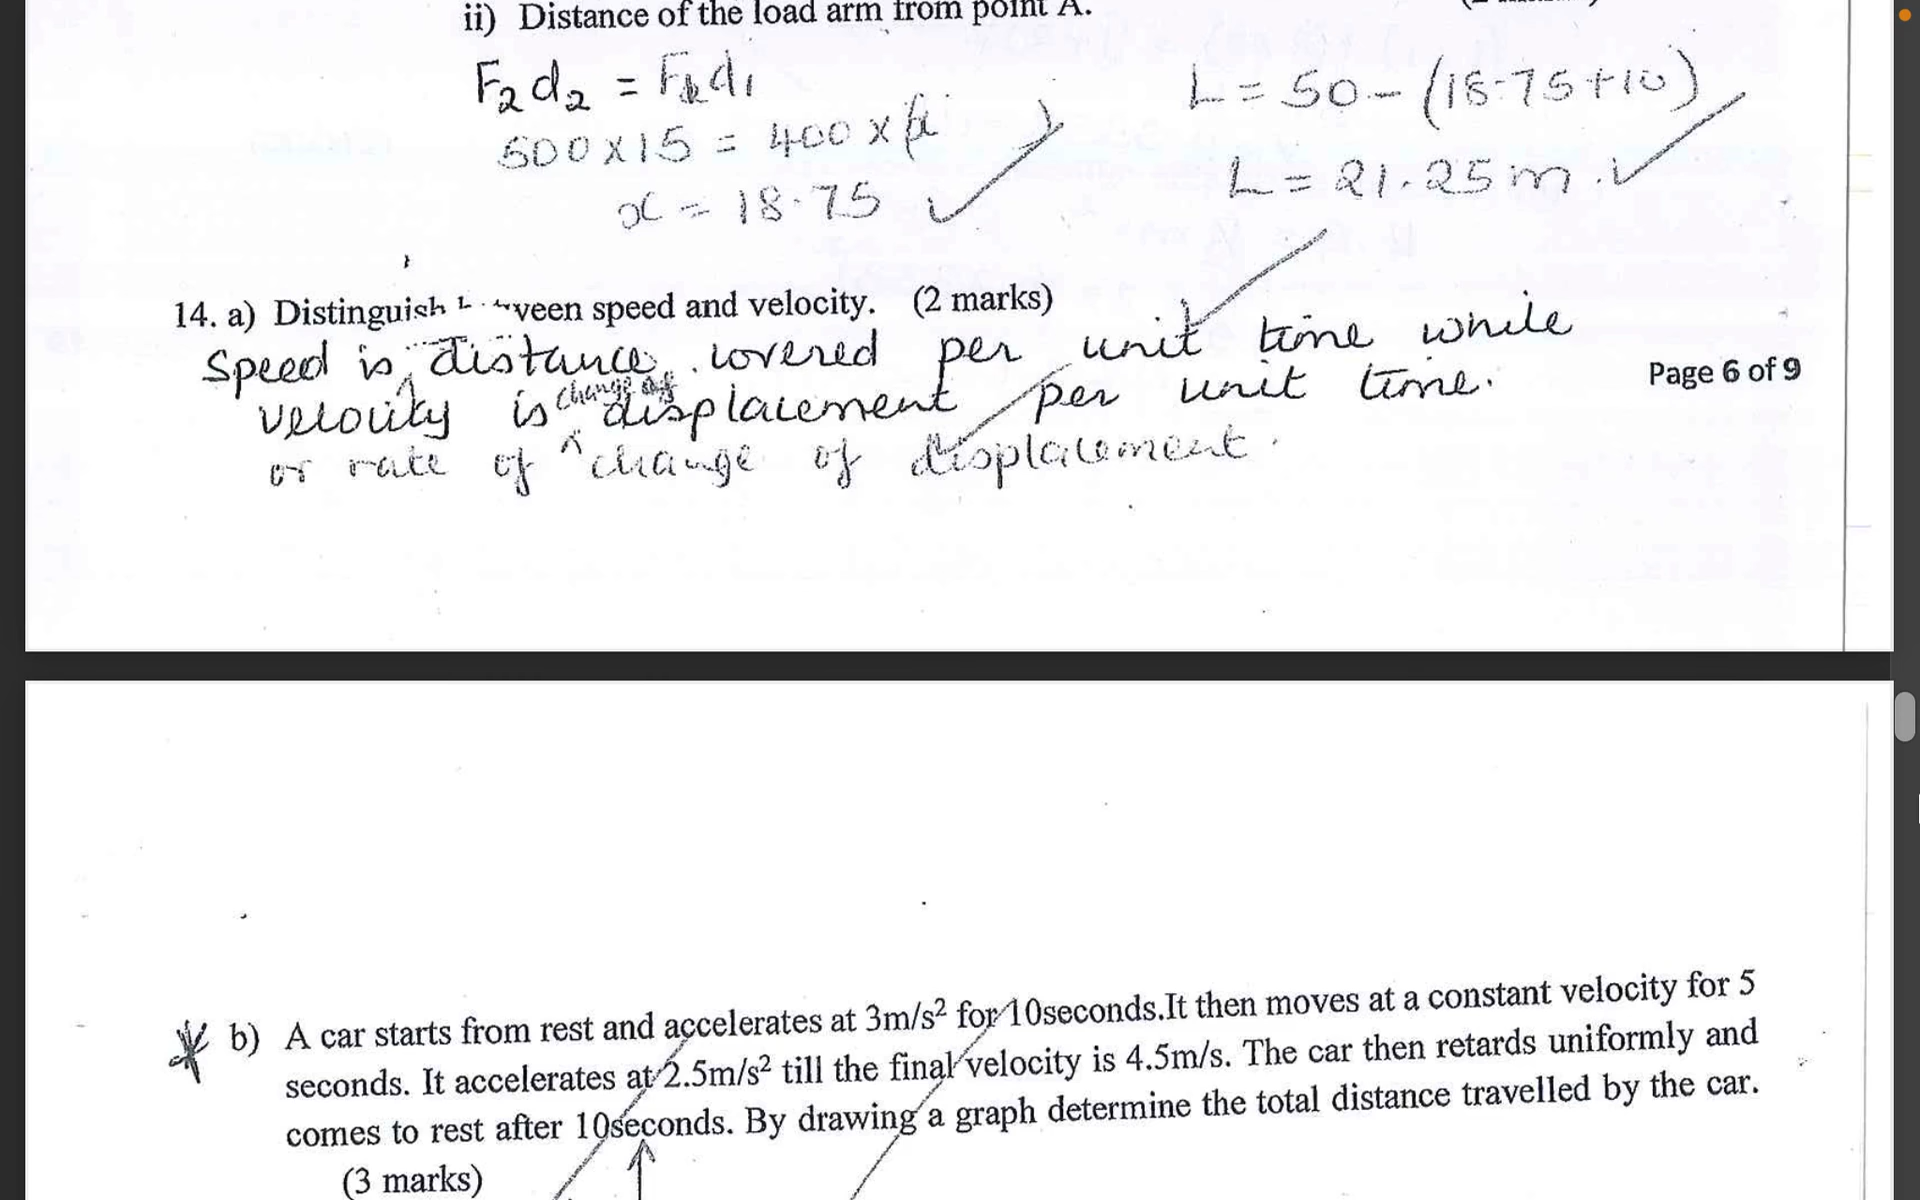 ii) Distance of the load arm from point A.
F₂d₂ = F₁d₁
500 x 15 = 400 x
x = 18.75
L = 50 - (18.75 + 10)
L = 21.25m.
14. a) Distinguish between speed and velocity. (2 marks)
Speed is distance covered per unit time while
velocity is change of displacement per unit time.
or rate of change of displacement.
Page 6 of 9
b) A car starts from rest and accelerates at 3m/s² for 10seconds.It then moves at a constant velocity for 5
seconds. It accelerates at 2.5m/s² till the final velocity is 4.5m/s. The car then retards uniformly and
comes to rest after 10seconds. By drawing a graph determine the total distance travelled by the car.
(3 marks)